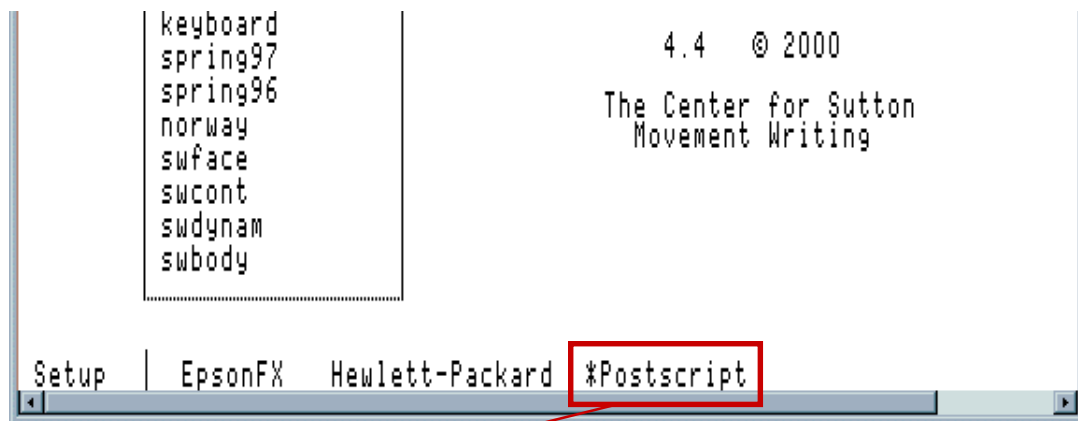 keyboard
spring97
spring96
norway
swface
swcont
swdynam
swbody
4.4 © 2000
The Center for Sutton
Movement Writing
Setup | EpsonFX Hewlett-Packard *Postscript